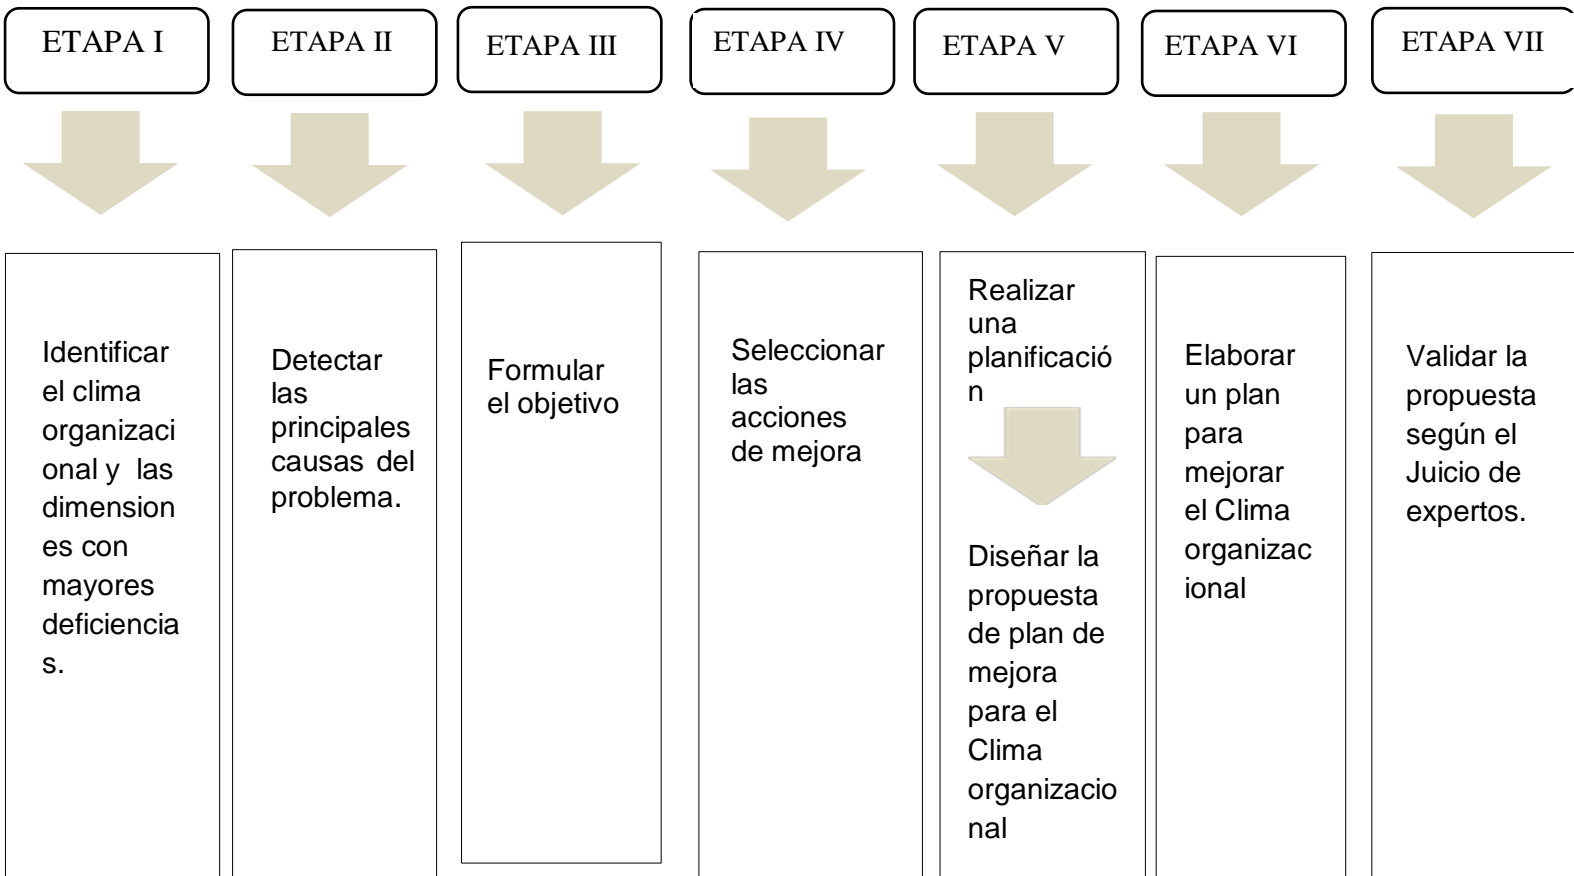 ETAPA I
ETAPA II
ETAPA III
ETAPA IV
ETAPA V
ETAPA VI
ETAPA VII
Identificar
el clima
organizaci
onal y las
dimension
es con
mayores
deficiencia
s.
Detectar
las
principales
causas del
problema.
Formular
el objetivo
Seleccionar
las
acciones
de mejora
Realizar
una
planificació
n
Diseñar la
propuesta
de plan de
mejora
para el
Clima
organizacio
nal
Elaborar
un plan
para
mejorar
el Clima
organizac
ional
Validar la
propuesta
según el
Juicio de
expertos.